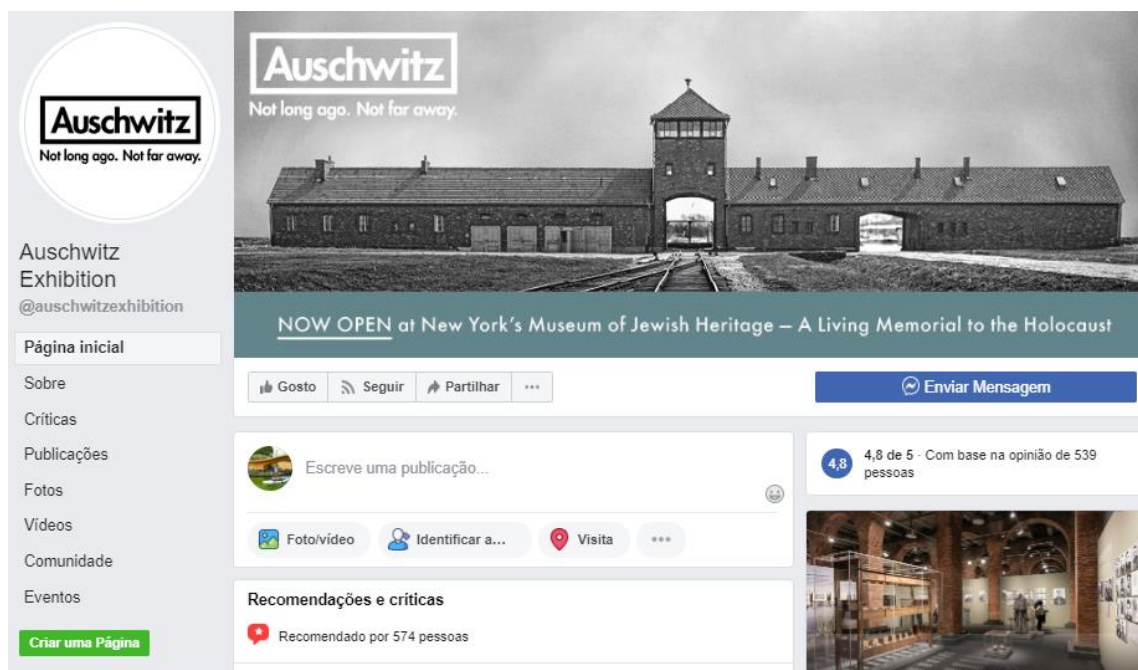 Auschwitz
Not long ago. Not far away.
Auschwitz
Exhibition
@auschwitzexhibition
Página inicial
Sobre
Críticas
Publicações
Fotos
Vídeos
Comunidade
Eventos
Criar uma Página
Auschwitz
Not long ago. Not far away.
NOW OPEN at New York's Museum of Jewish Heritage – A Living Memorial to the Holocaust
Gosto
Seguir
Partilhar
Enviar Mensagem
Escreve uma publicação...
Foto/vídeo
Identificar a...
Visita
Recomendações e críticas
Recomendado por 574 pessoas
4,8
4,8 de 5 · Com base na opinião de 539
pessoas